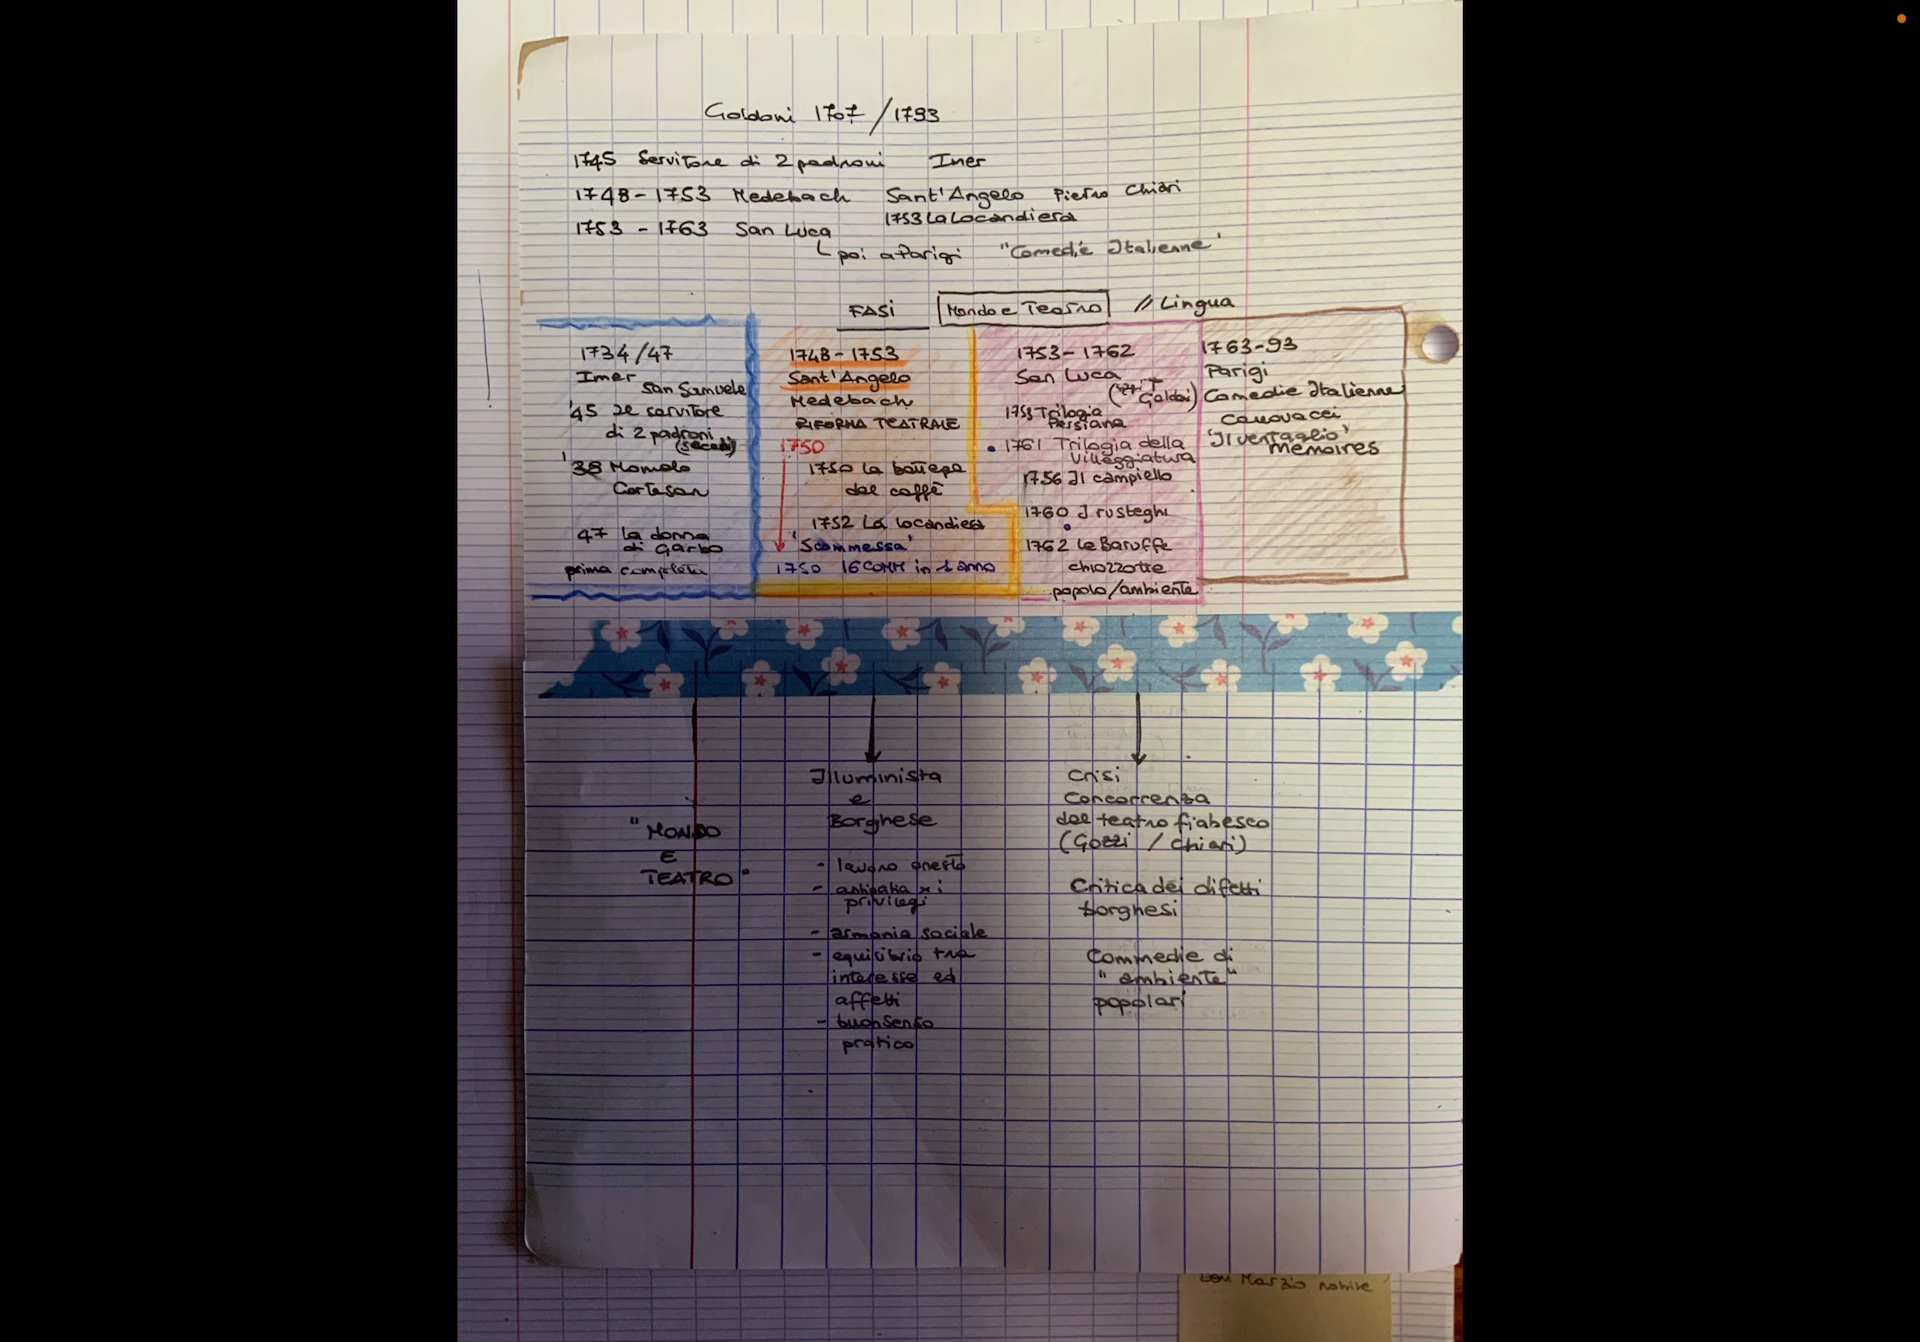 Goldoni 1707/1793
1745 Servitore di 2 padroni Imer
1748-1753 Medebach Sant'Angelo Pietro Chiari
1753 La Locandiera
1753-1763 San Luca
poi a Parigi "Comedie Italienne"
FASI Mondo e Teatro // Lingua
1734/47
Imer San Samuele
'45 Il servitore
di 2 padroni
(Sacchi)
'38 Momolo
Cortesan
47 la donna
di Garbo
prima completa
1748-1753
Sant'Angelo
Medebach
RIFORMA TEATRALE
1750
1750 La bottega
del caffè
1752 La locandiera
'Scommessa'
1750 16 COMM in 1 anno
1753-1762
San Luca
Goldoni)
1753 Trilogia
Persiana
1761 Trilogia della
Villeggiatura
1756 Il campiello
1760 I rusteghi
1762 Le Baruffe
chiozzotte
popolo/ambiente
1763-93
Parigi
Comedie Italienne
canovacci
'Il ventaglio'
memoires
"MONDO
E
TEATRO"
Illuminista
e
Borghese
- lavoro onesto
- antipatia x i
privilegi
- armonia sociale
- equilibrio tra
interesse ed
affetti
- buonsenso
pratico
Crisi
Concorrenza
del teatro fiabesco
(Gozzi / Chiari)
Critica dei difetti
borghesi
Commedie di
"ambiente"
popolari
Don Marzio nobile